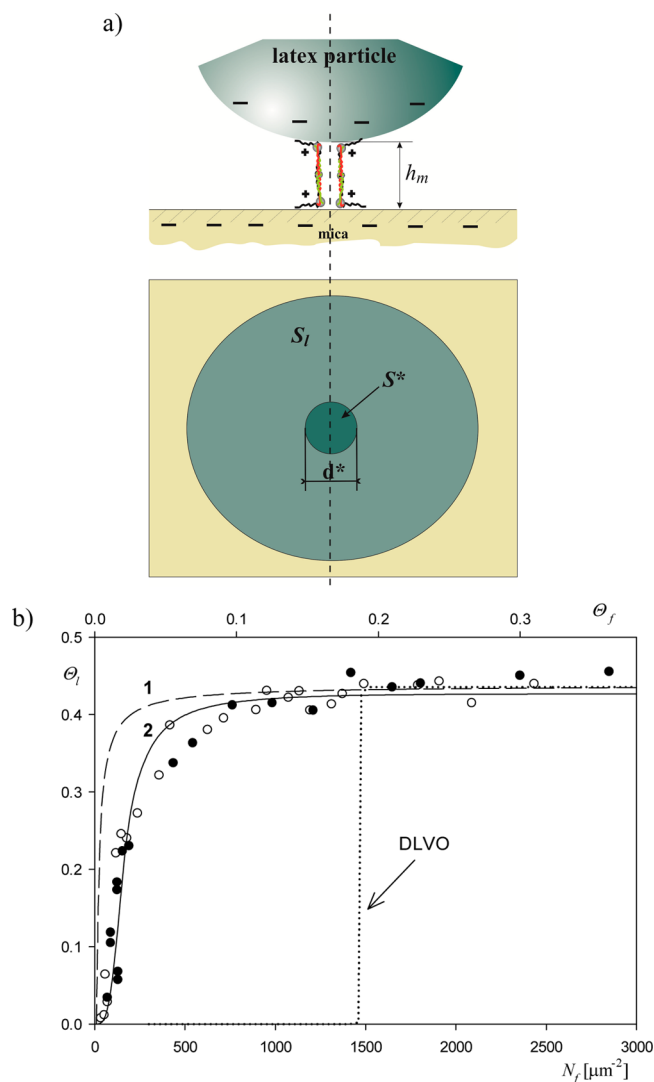 a)
latex particle
h_m
mica
S_l
S*
d*
b)
0.0 0.1 0.2 0.3 Θ_f
0.5
Θ_l
1
0.4
2
0.3
0.2
DLVO
0.1
0.0
0 500 1000 1500 2000 2500 3000
N_f [μm⁻²]